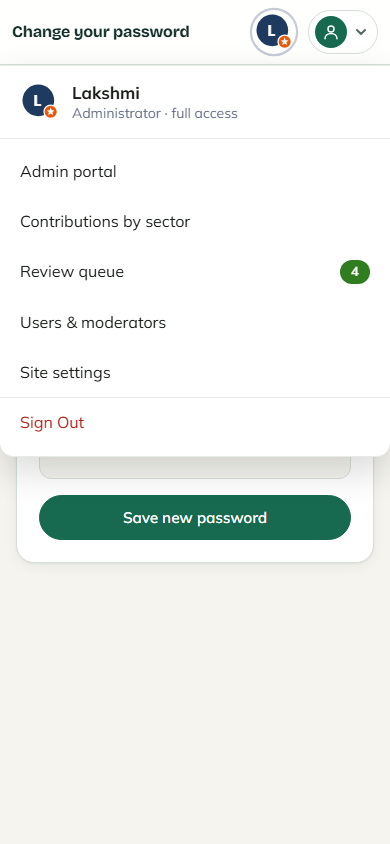 Change your password
L
L
Lakshmi
Administrator · full access
Admin portal
Contributions by sector
Review queue
4
Users & moderators
Site settings
Sign Out
Save new password